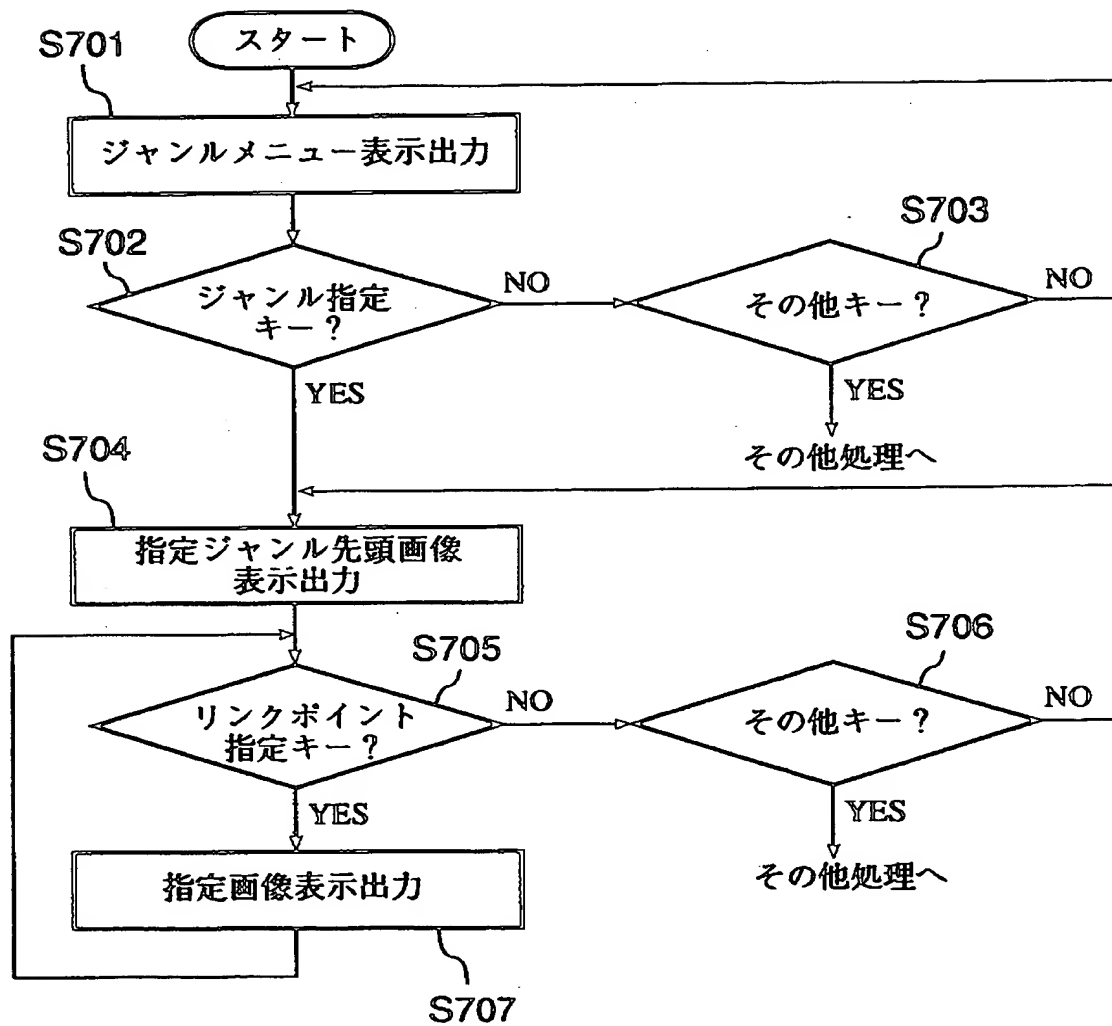 スタート
S701
ジャンルメニュー表示出力
S702
ジャンル指定
キー?
NO
S703
その他キー?
NO
YES
YES
その他処理へ
S704
指定ジャンル先頭画像
表示出力
S705
リンクポイント
指定キー?
NO
S706
その他キー?
NO
YES
YES
その他処理へ
指定画像表示出力
S707